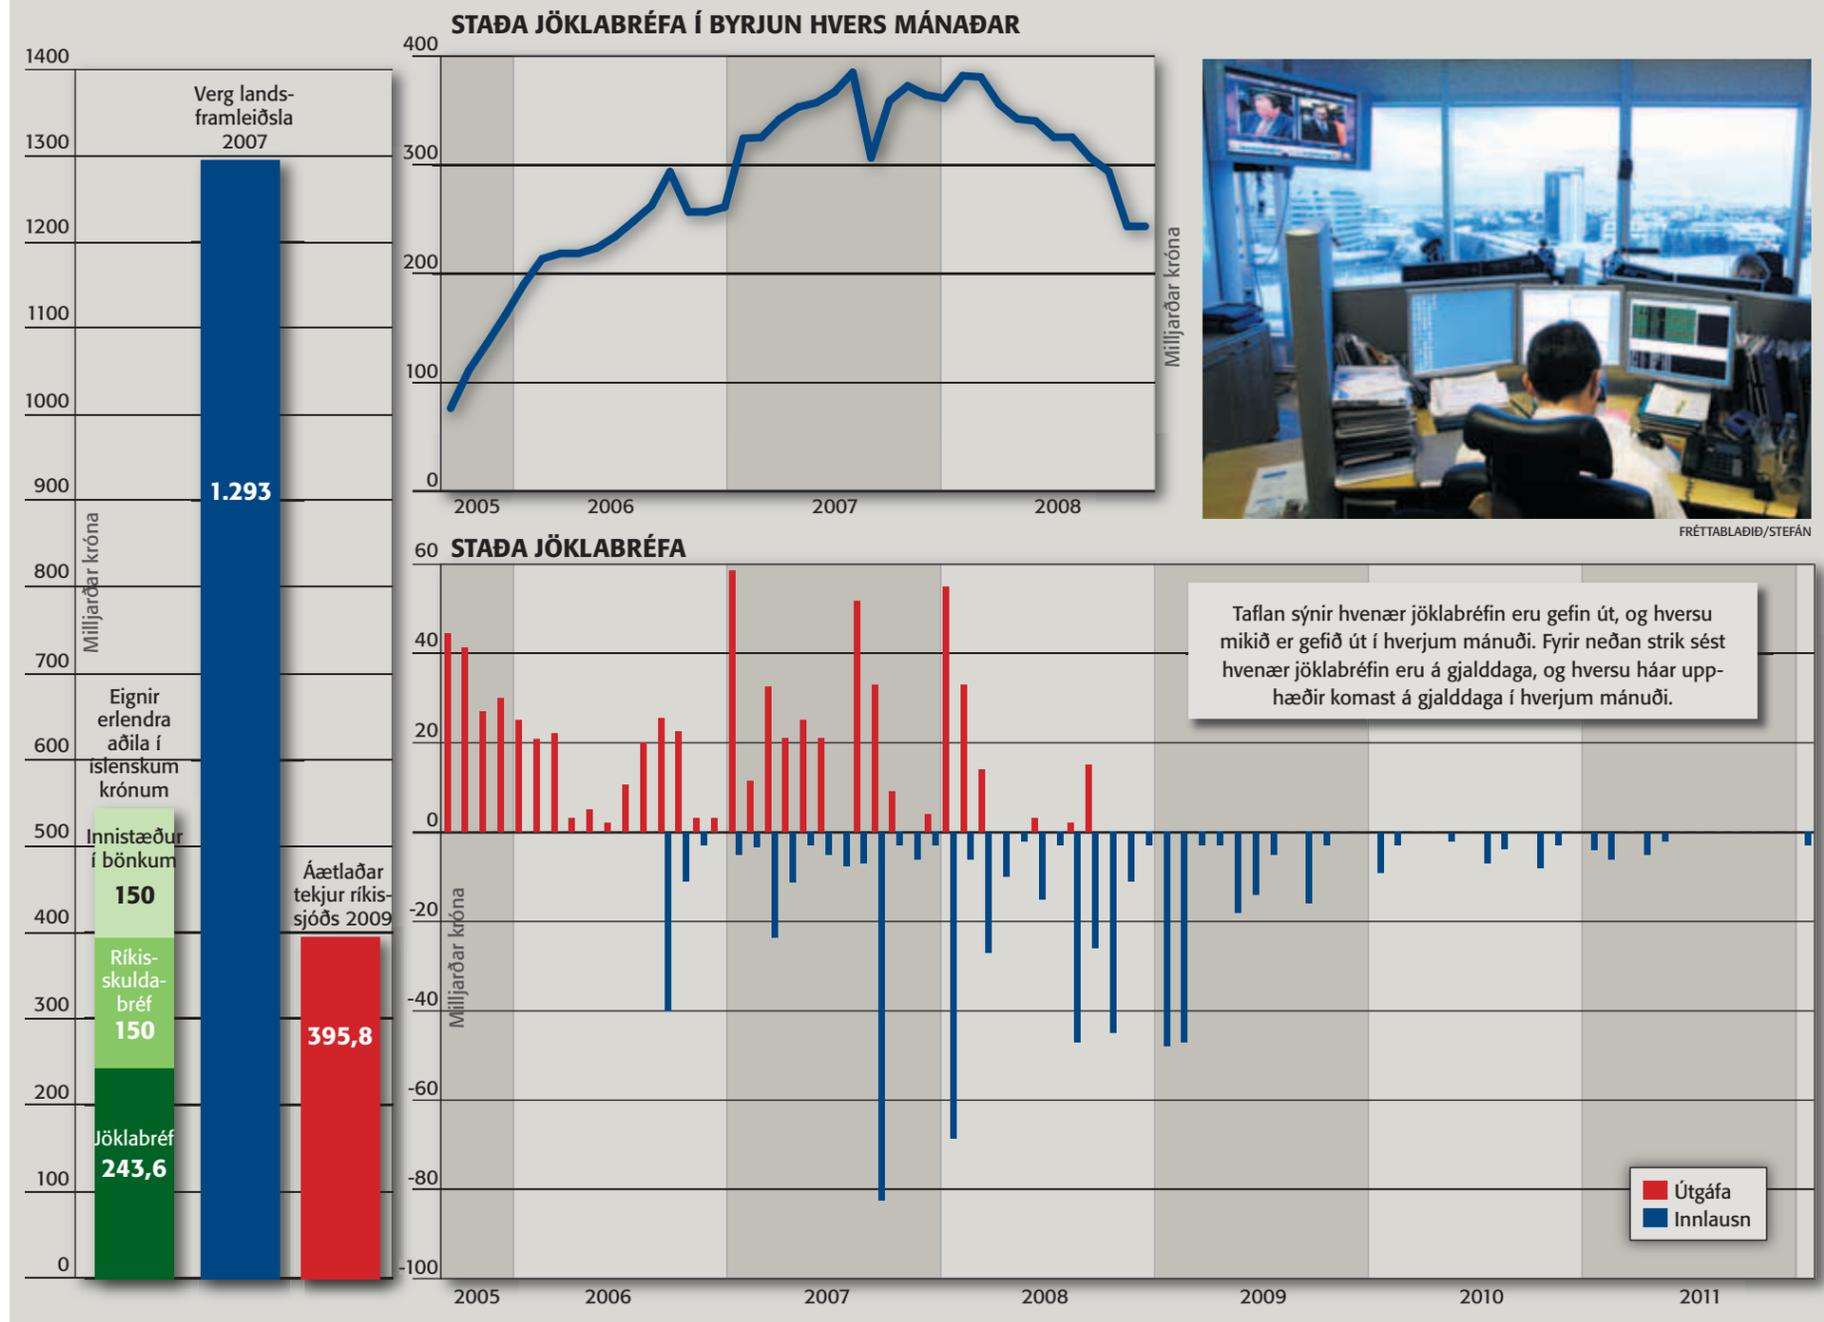 1400
1300
1200
1100
1000
900
800
700
600
500
400
300
200
100
0
Milljarðar króna
Verg lands-
framleiðsla
2007
1.293
Eignir
erlendra
aðila í
íslenskum
krónum
Innistæður
í bönkum
150
Ríkis-
skulda-
bréf
150
Jöklabréf
243,6
Áætlaðar
tekjur ríkis-
sjóðs 2009
395,8
STAÐA JÖKLABRÉFA Í BYRJUN HVERS MÁNAÐAR
400
300
200
100
0
2005
2006
2007
2008
Milljarðar króna
FRÉTTABLAÐIÐ/STEFÁN
STAÐA JÖKLABRÉFA
60
40
20
0
-20
-40
-60
-80
-100
Milljarðar króna
Taflan sýnir hvenær jöklabréfin eru gefin út, og hversu
mikið er gefið út í hverjum mánuði. Fyrir neðan strik sést
hvenær jöklabréfin eru á gjalddaga, og hversu háar upp-
hæðir komast á gjalddaga í hverjum mánuði.
Útgáfa
Innlausn
2005
2006
2007
2008
2009
2010
2011